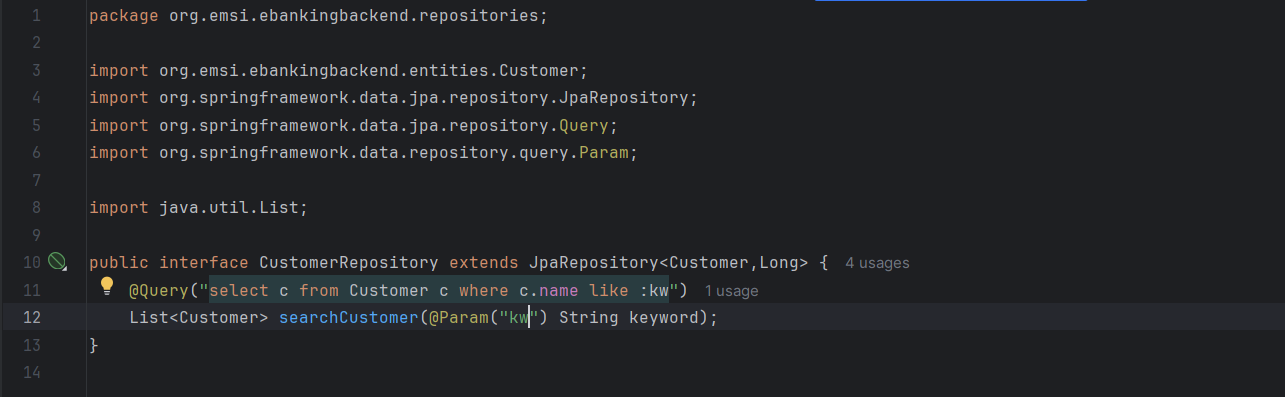 1 package org.emsi.ebankingbackend.repositories;
2
3 import org.emsi.ebankingbackend.entities.Customer;
4 import org.springframework.data.jpa.repository.JpaRepository;
5 import org.springframework.data.jpa.repository.Query;
6 import org.springframework.data.repository.query.Param;
7
8 import java.util.List;
9
10 public interface CustomerRepository extends JpaRepository<Customer,Long> { 4 usages
11 @Query("select c from Customer c where c.name like :kw") 1 usage
12 List<Customer> searchCustomer(@Param("kw") String keyword);
13 }
14